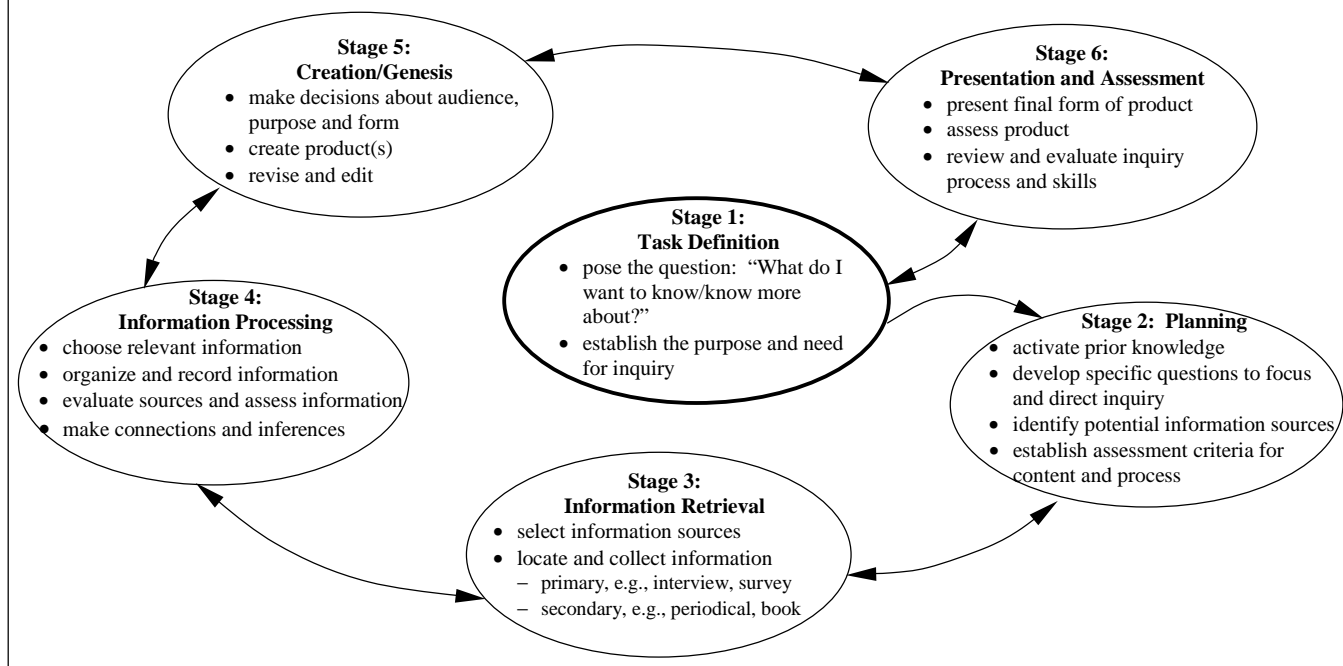 Stage 5:
Creation/Genesis
• make decisions about audience,
purpose and form
• create product(s)
• revise and edit
Stage 6:
Presentation and Assessment
• present final form of product
• assess product
• review and evaluate inquiry
process and skills
Stage 1:
Task Definition
• pose the question:  “What do I
want to know/know more
about?”
• establish the purpose and need
for inquiry
Stage 4:
Information Processing
• choose relevant information
• organize and record information
• evaluate sources and assess information
• make connections and inferences
Stage 2:  Planning
• activate prior knowledge
• develop specific questions to focus
and direct inquiry
• identify potential information sources
• establish assessment criteria for
content and process
Stage 3:
Information Retrieval
• select information sources
• locate and collect information
– primary, e.g., interview, survey
– secondary, e.g., periodical, book